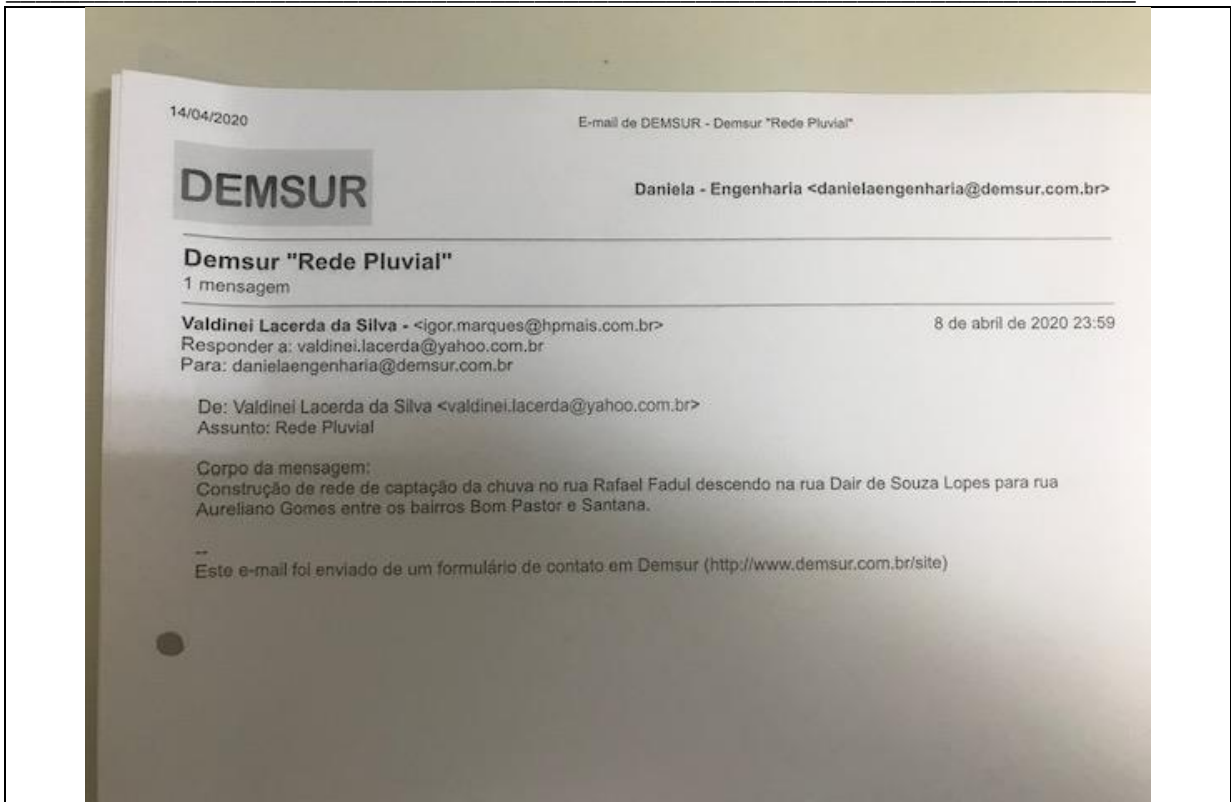 14/04/2020
E-mail de DEMSUR - Demsur "Rede Pluvial"
DEMSUR
Daniela - Engenharia <danielaengenharia@demsur.com.br>
Demsur "Rede Pluvial"
1 mensagem
Valdinei Lacerda da Silva - <igor.marques@hpmais.com.br>
8 de abril de 2020 23:59
Responder a: valdinei.lacerda@yahoo.com.br
Para: danielaengenharia@demsur.com.br
De: Valdinei Lacerda da Silva <valdinei.lacerda@yahoo.com.br>
Assunto: Rede Pluvial
Corpo da mensagem:
Construção de rede de captação da chuva no rua Rafael Fadul descendo na rua Dair de Souza Lopes para rua
Aureliano Gomes entre os bairros Bom Pastor e Santana.
--
Este e-mail foi enviado de um formulário de contato em Demsur (http://www.demsur.com.br/site)